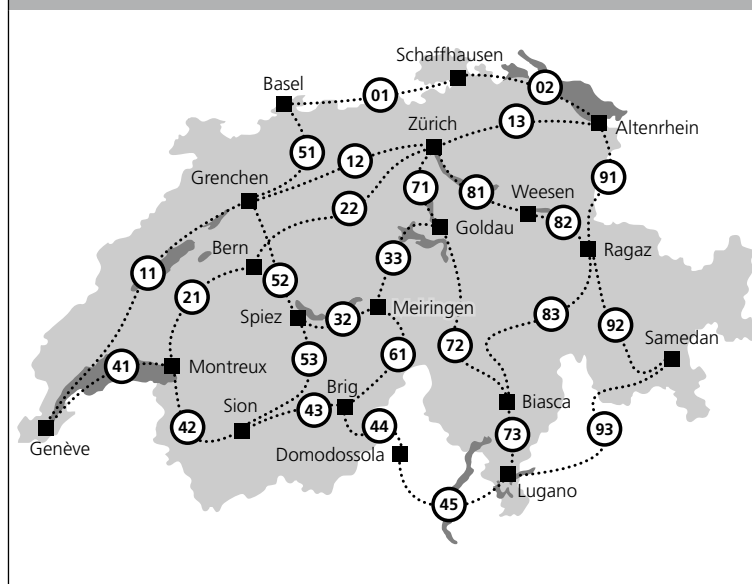 Schaffhausen
Basel
02
01
13
Zürich
Altenrhein
51
12
91
Grenchen
71
81
Weesen
22
82
Goldau
Bern
33
Ragaz
11
52
21
83
Spiez
32
Meiringen
92
72
Samedan
53
61
41
Montreux
Brig
Sion
43
Biasca
42
44
93
Genève
73
Domodossola
Lugano
45